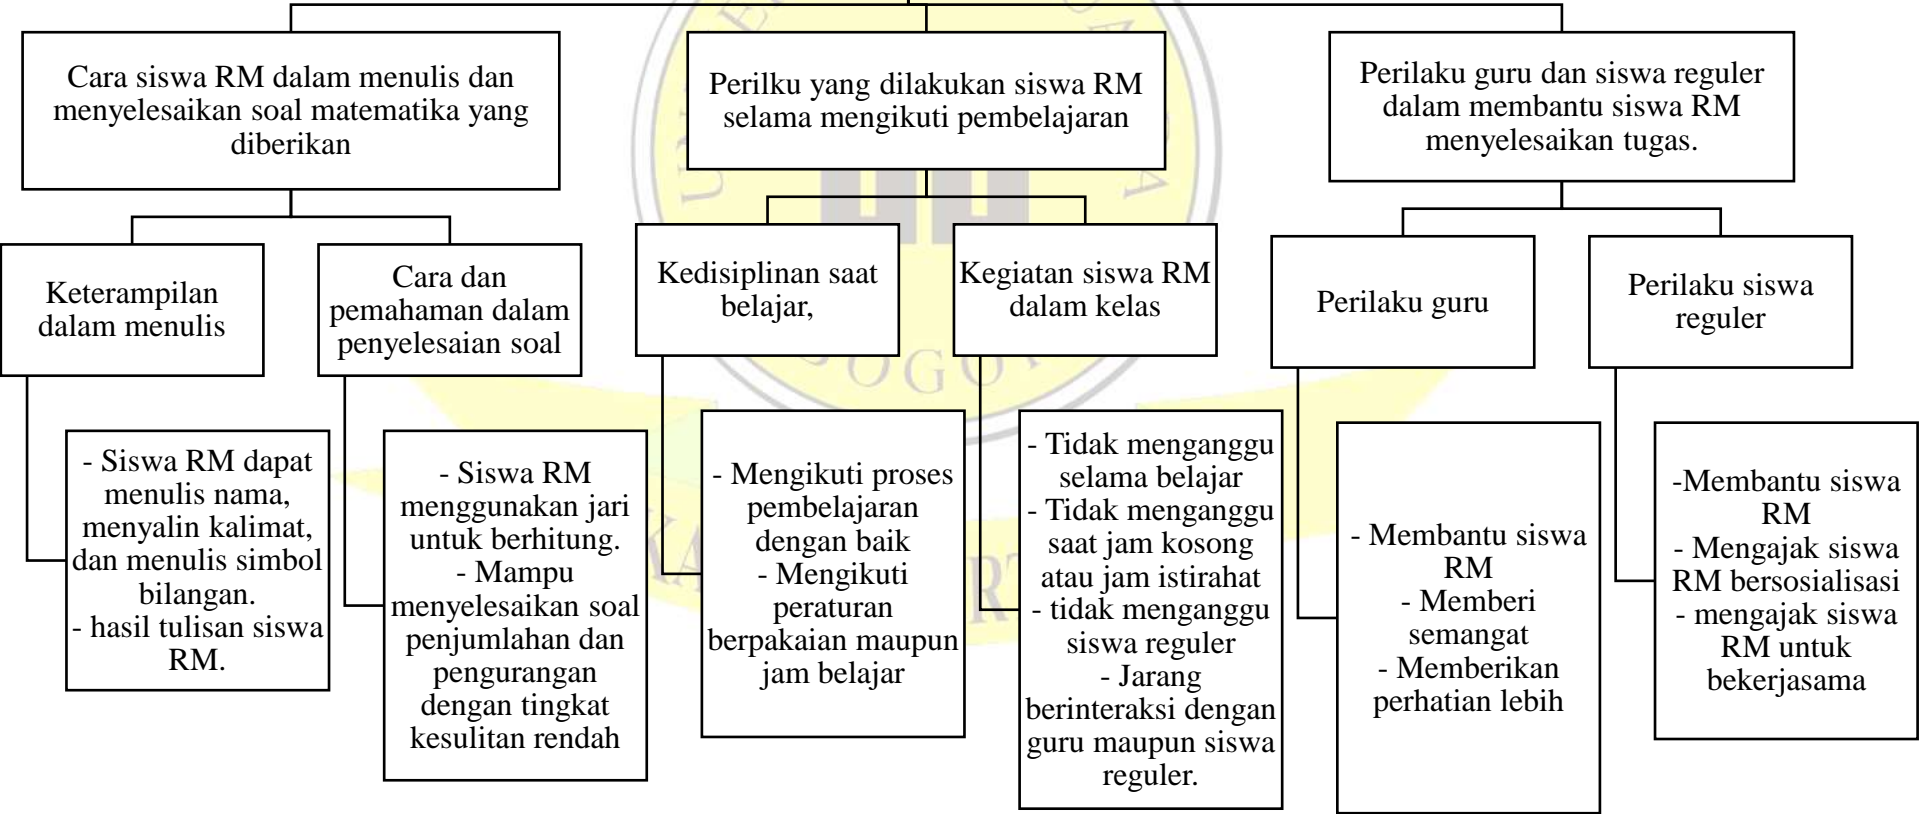 Cara siswa RM dalam menulis dan
menyelesaikan soal matematika yang
diberikan
Perilku yang dilakukan siswa RM
selama mengikuti pembelajaran
Perilaku guru dan siswa reguler
dalam membantu siswa RM
menyelesaikan tugas.
Keterampilan
dalam menulis
Cara dan
pemahaman dalam
penyelesaian soal
Kedisiplinan saat
belajar,
Kegiatan siswa RM
dalam kelas
Perilaku guru
Perilaku siswa
reguler
- Siswa RM dapat
menulis nama,
menyalin kalimat,
dan menulis simbol
bilangan.
- hasil tulisan siswa
RM.
- Siswa RM
menggunakan jari
untuk berhitung.
- Mampu
menyelesaikan soal
penjumlahan dan
pengurangan
dengan tingkat
kesulitan rendah
- Mengikuti proses
pembelajaran
dengan baik
- Mengikuti
peraturan
berpakaian maupun
jam belajar
- Tidak menganggu
selama belajar
- Tidak menganggu
saat jam kosong
atau jam istirahat
- tidak menganggu
siswa reguler
- Jarang
berinteraksi dengan
guru maupun siswa
reguler.
- Membantu siswa
RM
- Memberi
semangat
- Memberikan
perhatian lebih
-Membantu siswa
RM
- Mengajak siswa
RM bersosialisasi
- mengajak siswa
RM untuk
bekerjasama